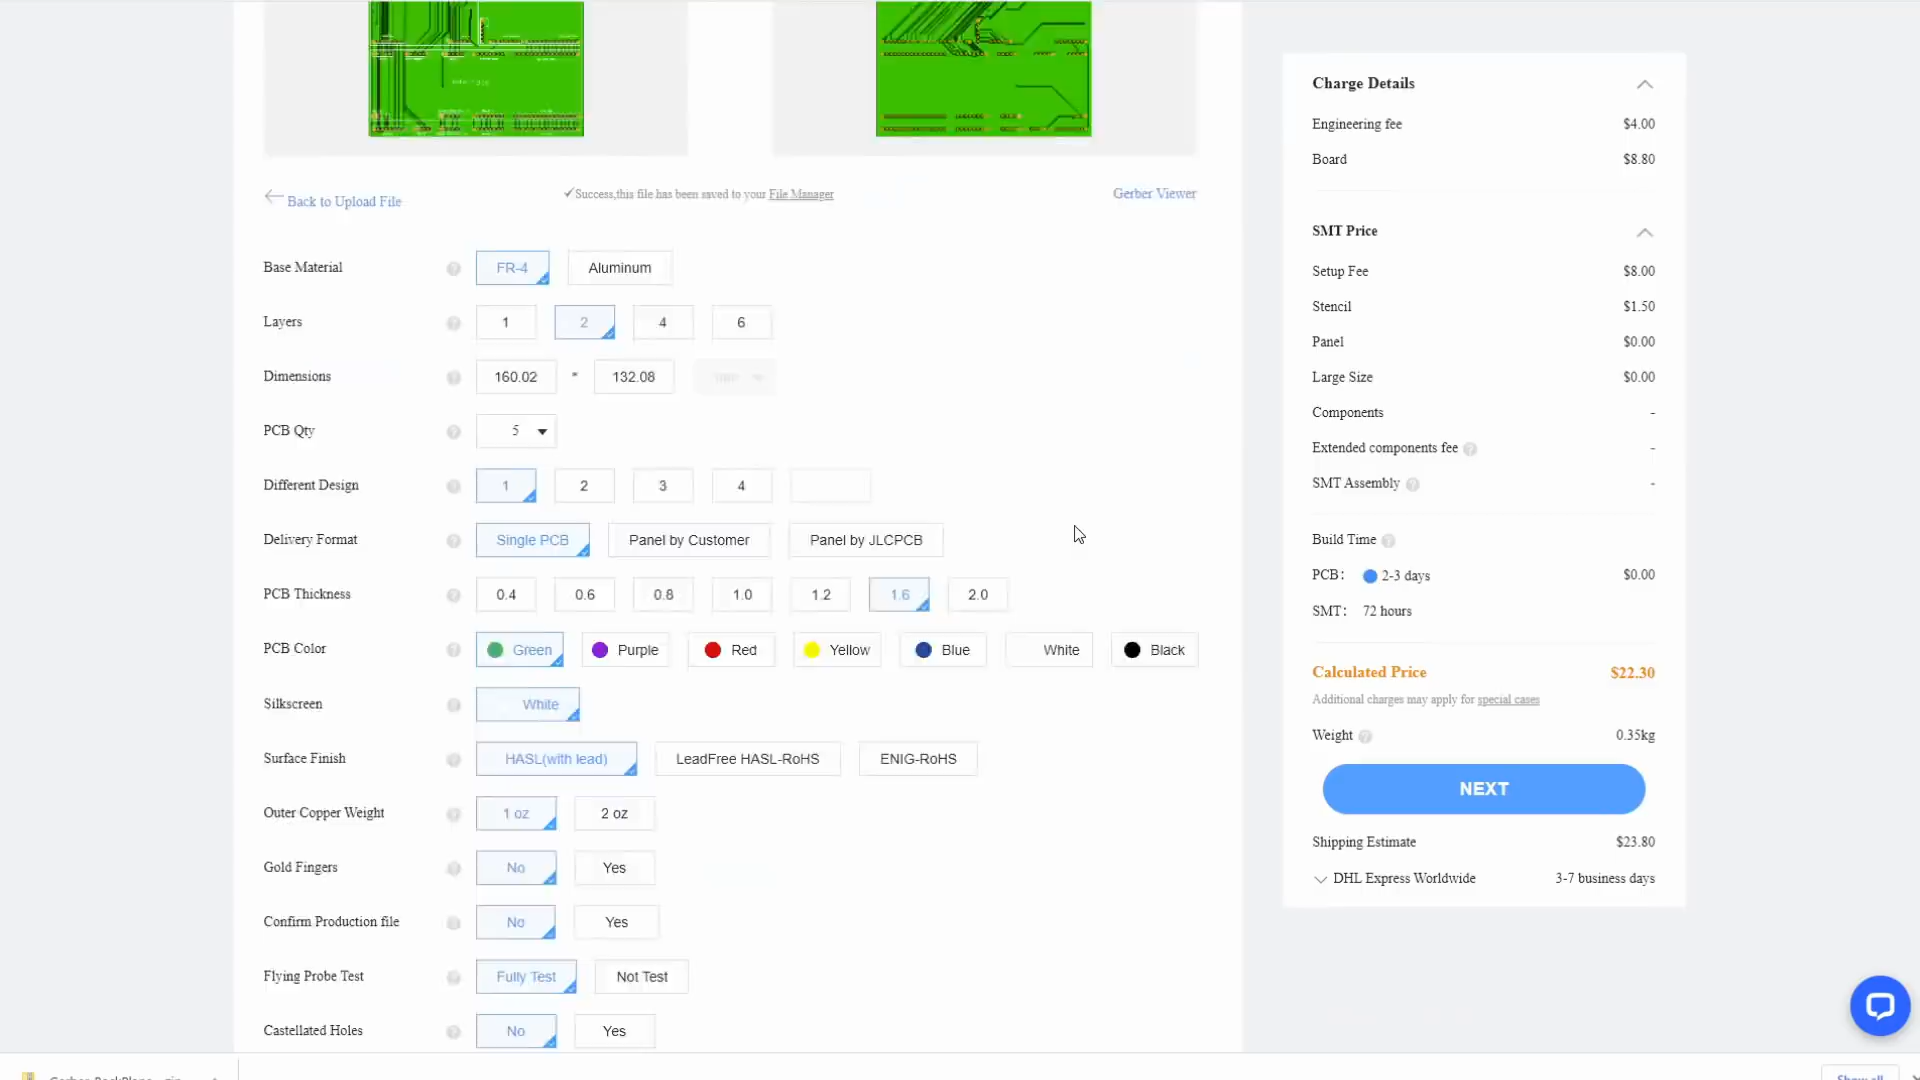 ← Back to Upload File
✓Success,this file has been saved to your File Manager
Gerber Viewer
Base Material
FR-4
Aluminum
Layers
1
2
4
6
Dimensions
160.02
*
132.08
mm
PCB Qty
5
Different Design
1
2
3
4
Delivery Format
Single PCB
Panel by Customer
Panel by JLCPCB
PCB Thickness
0.4
0.6
0.8
1.0
1.2
1.6
2.0
PCB Color
Green
Purple
Red
Yellow
Blue
White
Black
Silkscreen
White
Surface Finish
HASL(with lead)
LeadFree HASL-RoHS
ENIG-RoHS
Outer Copper Weight
1 oz
2 oz
Gold Fingers
No
Yes
Confirm Production file
No
Yes
Flying Probe Test
Fully Test
Not Test
Castellated Holes
No
Yes
Charge Details
Engineering fee $4.00
Board $8.80
SMT Price
Setup Fee $8.00
Stencil $1.50
Panel $0.00
Large Size $0.00
Components -
Extended components fee -
SMT Assembly -
Build Time
PCB: 2-3 days $0.00
SMT: 72 hours
Calculated Price $22.30
Additional charges may apply for special cases
Weight 0.35kg
NEXT
Shipping Estimate $23.80
DHL Express Worldwide 3-7 business days
Show all